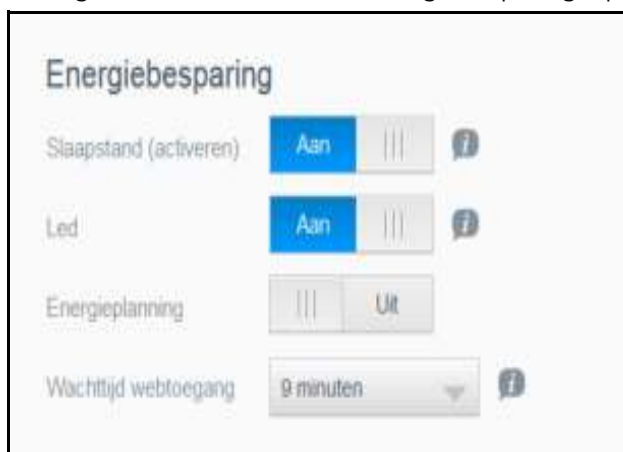 Energiebesparing
Slaapstand (activeren) Aan
Led Aan
Energieplanning Uit
Wachttijd webtoegang 9 minuten